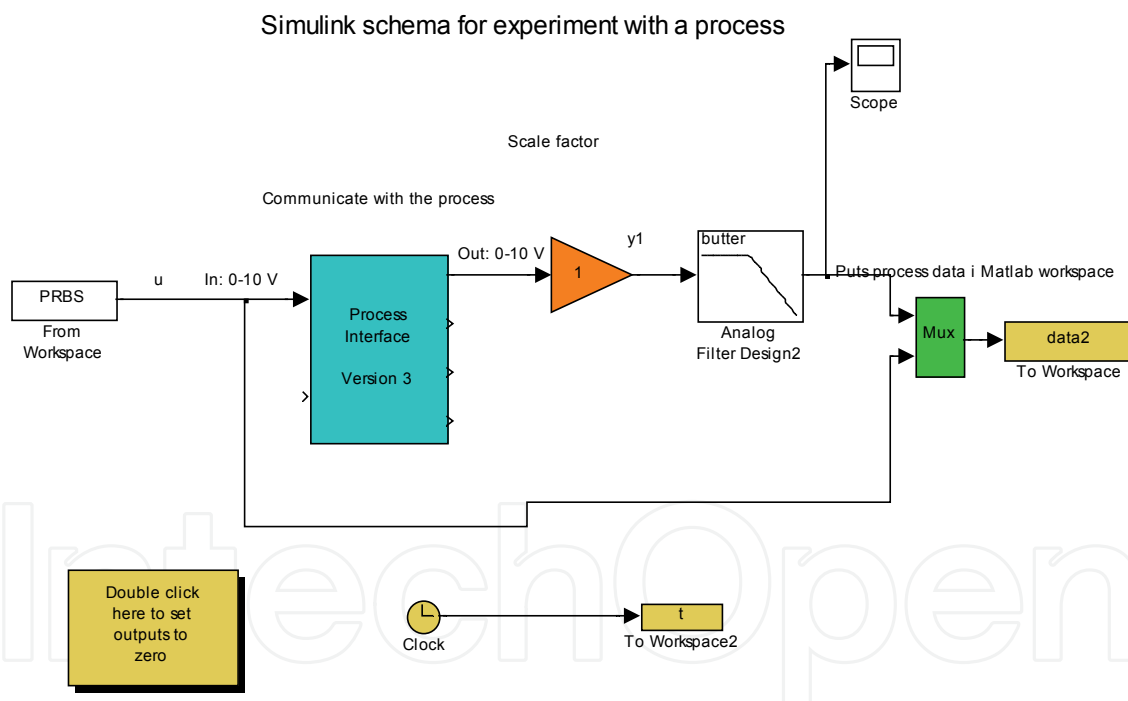 Simulink schema for experiment with a process
Scope
Scale factor
Communicate with the process
Out: 0-10 V
y1
butter
1
u
In: 0-10 V
Puts process data i Matlab workspace
PRBS
From
Workspace
Process
Interface
Version 3
Analog
Filter Design2
Mux
data2
To Workspace
Double click
here to set
outputs to
zero
Clock
t
To Workspace2
IntechOpen